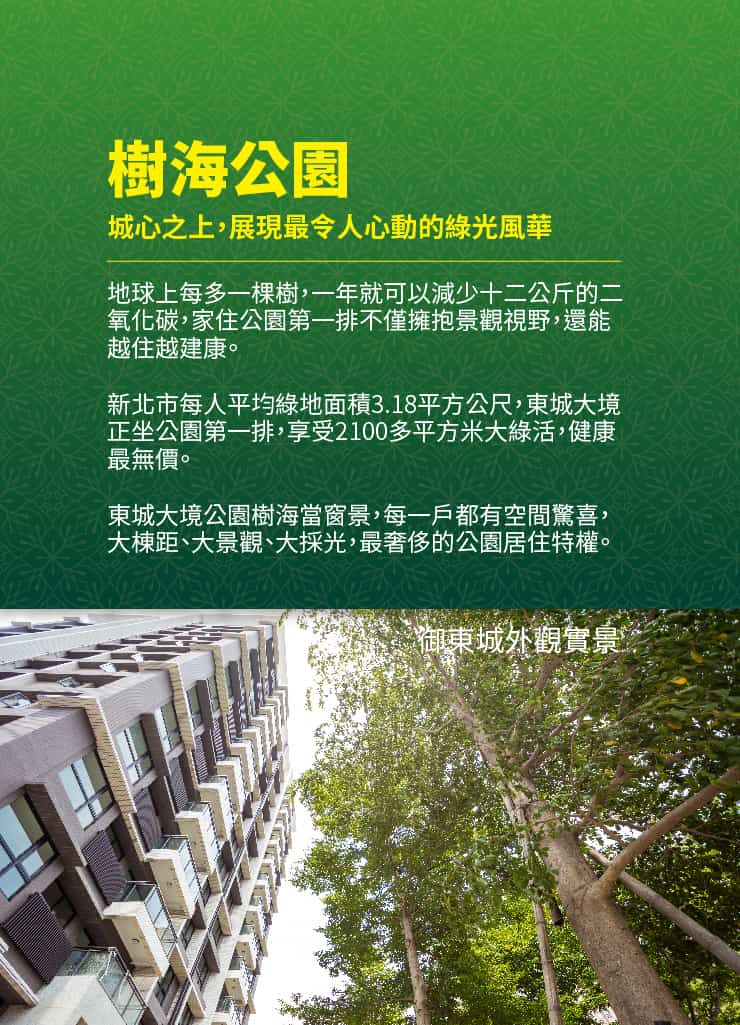 樹海公園
城心之上，展現最令人心動的綠光風華
地球上每多一棵樹，一年就可以減少十二公斤的二
氧化碳，家住公園第一排不僅擁抱景觀視野，還能
越住越建康。
新北市每人平均綠地面積3.18平方公尺，東城大境
正坐公園第一排，享受2100多平方米大綠活，健康
最無價。
東城大境公園樹海當窗景，每一戶都有空間驚喜，
大棟距、大景觀、大採光，最奢侈的公園居住特權。
御東城外觀實景